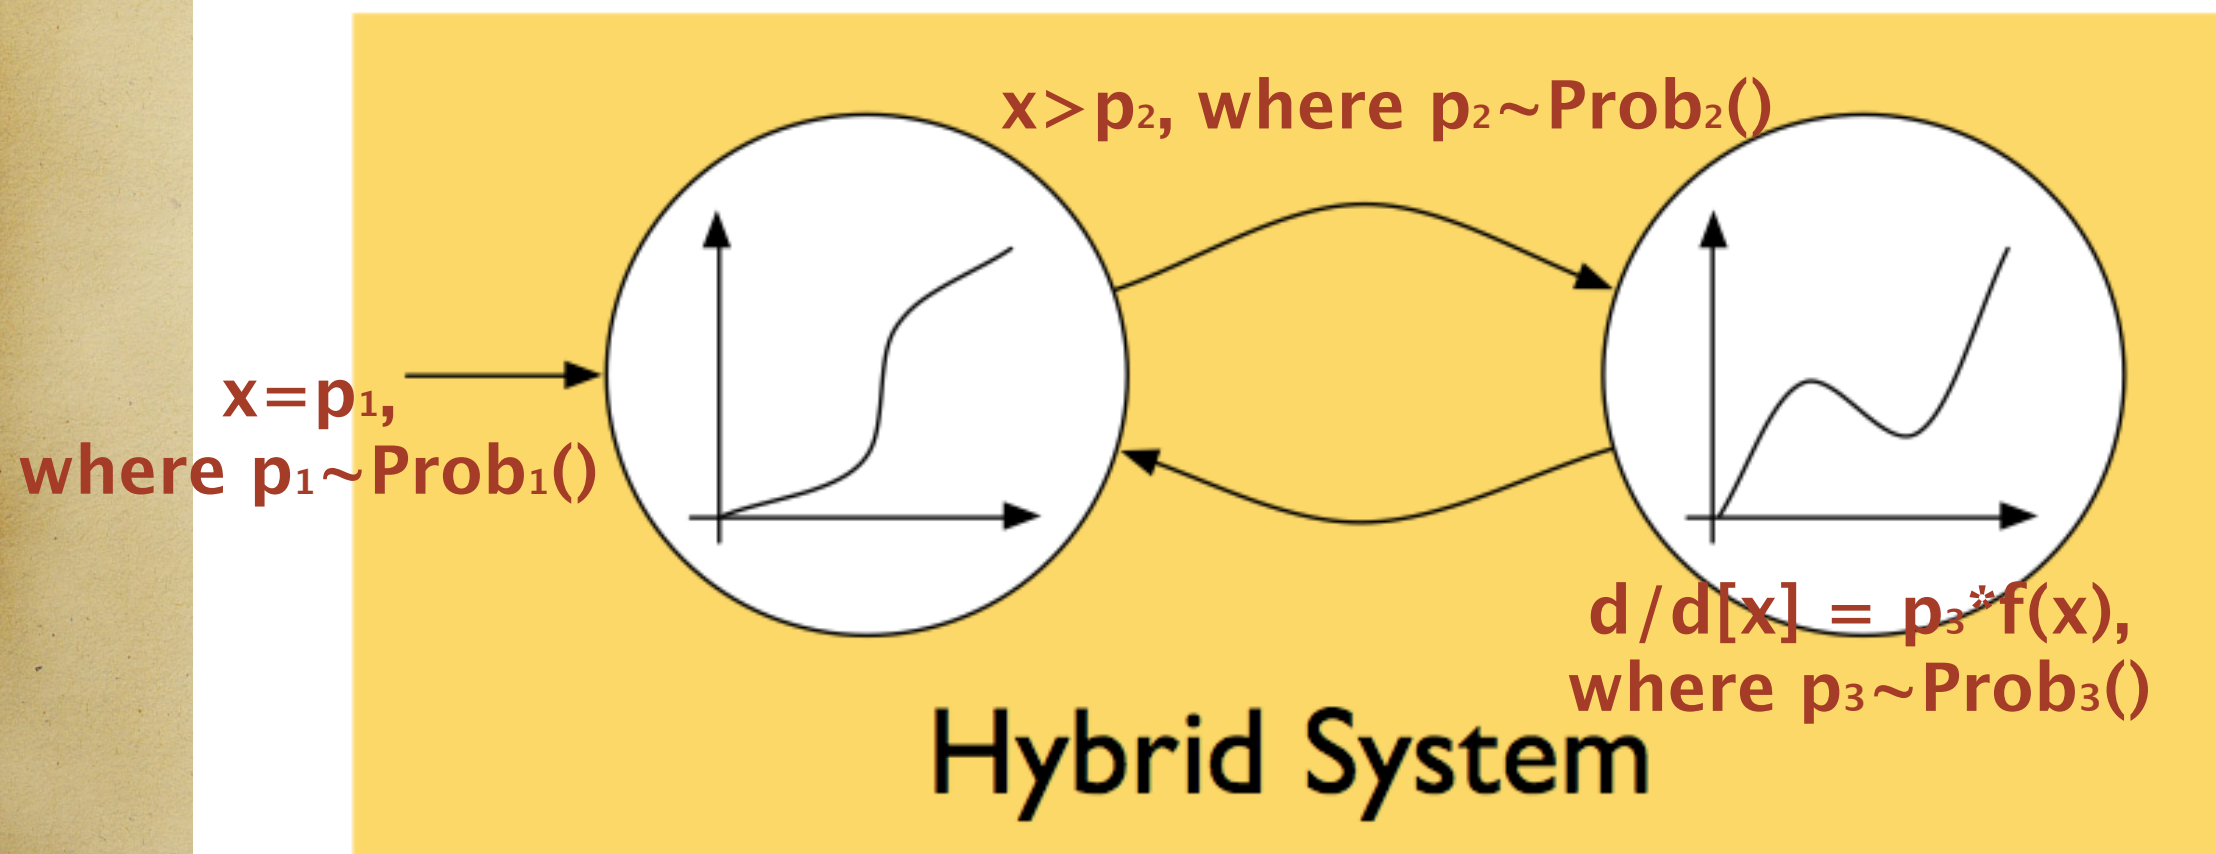 x>p₂, where p₂~Prob₂()
x=p₁,
where p₁~Prob₁()
d/d[x] = p₃*f(x),
where p₃~Prob₃()
Hybrid System